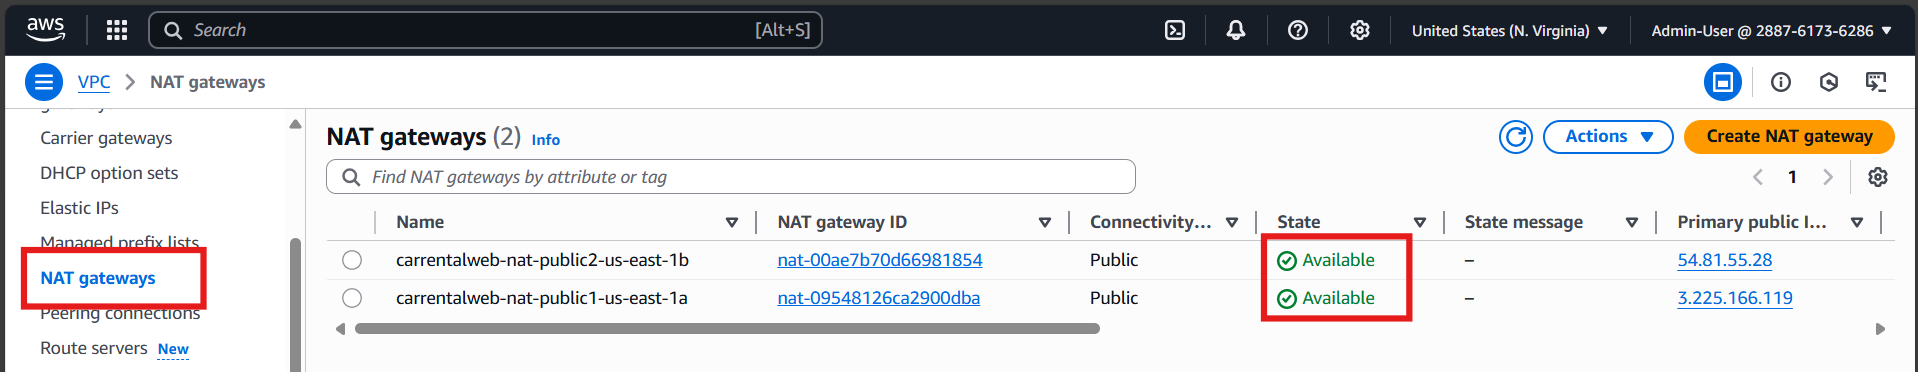 aws
Search
[Alt+S]
United States (N. Virginia)
Admin-User @ 2887-6173-6286
VPC
NAT gateways
Carrier gateways
DHCP option sets
Elastic IPs
Managed prefix lists
NAT gateways
Peering connections
Route servers New
NAT gateways (2) Info
Actions
Create NAT gateway
Find NAT gateways by attribute or tag
1
Name NAT gateway ID Connectivity... State State message Primary public I...
carrentalweb-nat-public2-us-east-1b nat-00ae7b70d66981854 Public Available – 54.81.55.28
carrentalweb-nat-public1-us-east-1a nat-09548126ca2900dba Public Available – 3.225.166.119